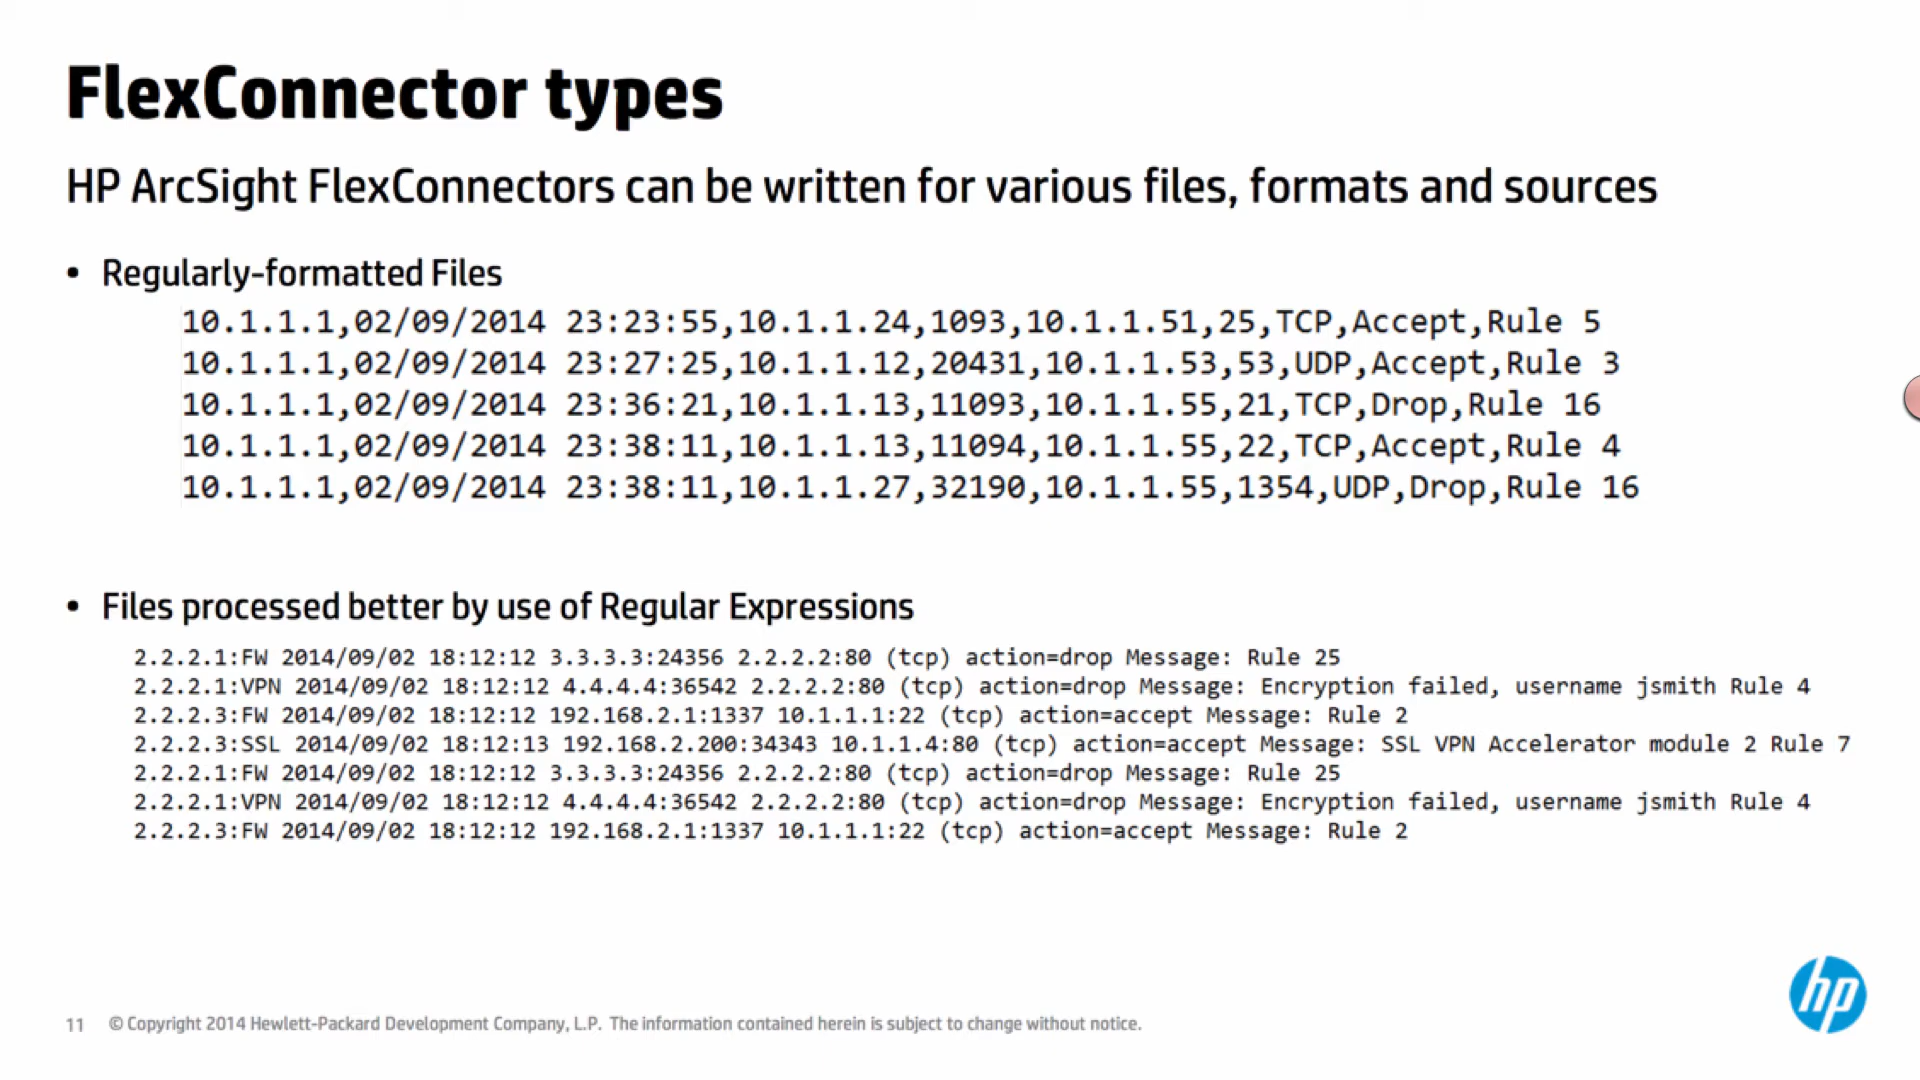 FlexConnector types
HP ArcSight FlexConnectors can be written for various files, formats and sources
• Regularly-formatted Files
10.1.1.1,02/09/2014 23:23:55,10.1.1.24,1093,10.1.1.51,25,TCP,Accept,Rule 5
10.1.1.1,02/09/2014 23:27:25,10.1.1.12,20431,10.1.1.53,53,UDP,Accept,Rule 3
10.1.1.1,02/09/2014 23:36:21,10.1.1.13,11093,10.1.1.55,21,TCP,Drop,Rule 16
10.1.1.1,02/09/2014 23:38:11,10.1.1.13,11094,10.1.1.55,22,TCP,Accept,Rule 4
10.1.1.1,02/09/2014 23:38:11,10.1.1.27,32190,10.1.1.55,1354,UDP,Drop,Rule 16
• Files processed better by use of Regular Expressions
2.2.2.1:FW 2014/09/02 18:12:12 3.3.3.3:24356 2.2.2.2:80 (tcp) action=drop Message: Rule 25
2.2.2.1:VPN 2014/09/02 18:12:12 4.4.4.4:36542 2.2.2.2:80 (tcp) action=drop Message: Encryption failed, username jsmith Rule 4
2.2.2.3:FW 2014/09/02 18:12:12 192.168.2.1:1337 10.1.1.1:22 (tcp) action=accept Message: Rule 2
2.2.2.3:SSL 2014/09/02 18:12:13 192.168.2.200:34343 10.1.1.4:80 (tcp) action=accept Message: SSL VPN Accelerator module 2 Rule 7
2.2.2.1:FW 2014/09/02 18:12:12 3.3.3.3:24356 2.2.2.2:80 (tcp) action=drop Message: Rule 25
2.2.2.1:VPN 2014/09/02 18:12:12 4.4.4.4:36542 2.2.2.2:80 (tcp) action=drop Message: Encryption failed, username jsmith Rule 4
2.2.2.3:FW 2014/09/02 18:12:12 192.168.2.1:1337 10.1.1.1:22 (tcp) action=accept Message: Rule 2
hp
11 © Copyright 2014 Hewlett-Packard Development Company, L.P. The information contained herein is subject to change without notice.